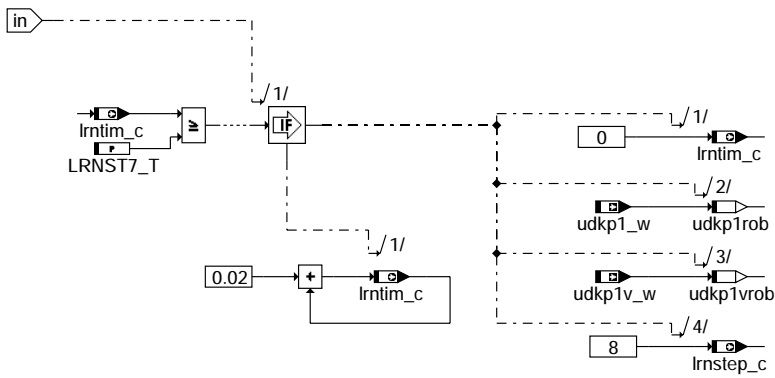 in
/1/
lrntim_c
LRNST7_T
P
≥
IF
/1/
0
lrntim_c
/2/
udkp1_w
udkp1rob
/1/
0.02
+
lrntim_c
/3/
udkp1v_w
udkp1vrob
/4/
8
lrnstep_c